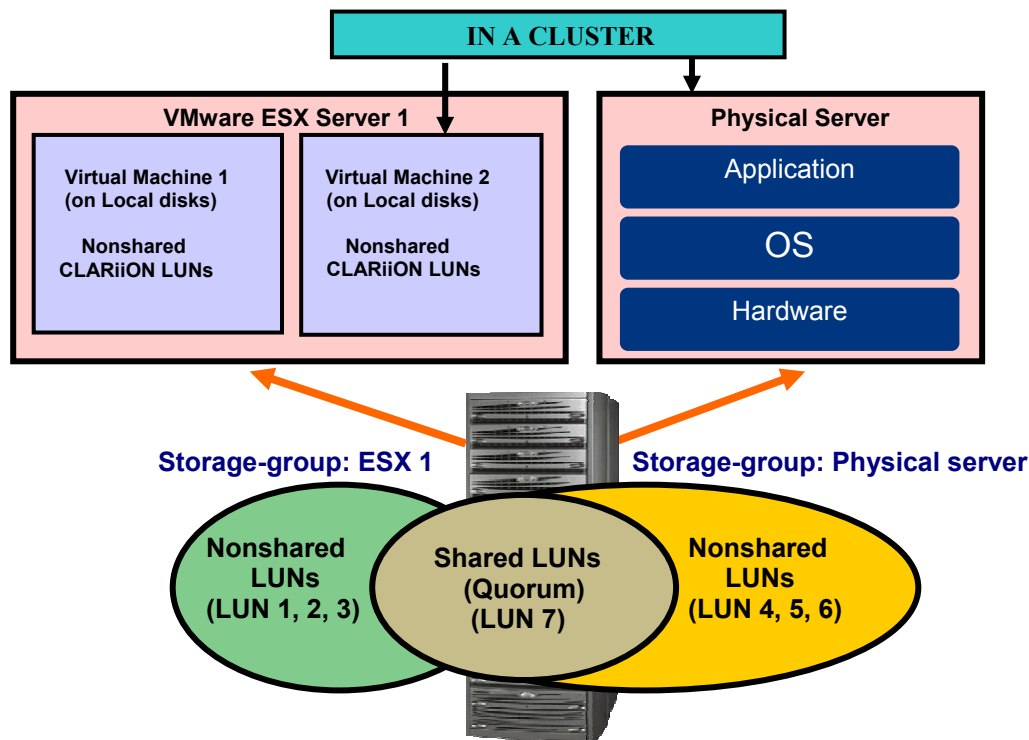 IN A CLUSTER
VMware ESX Server 1
Virtual Machine 1
(on Local disks)
Nonshared
CLARiiON LUNs
Virtual Machine 2
(on Local disks)
Nonshared
CLARiiON LUNs
Physical Server
Application
OS
Hardware
Storage-group: ESX 1
Storage-group: Physical server
Nonshared
LUNs
(LUN 1, 2, 3)
Shared LUNs
(Quorum)
(LUN 7)
Nonshared
LUNs
(LUN 4, 5, 6)